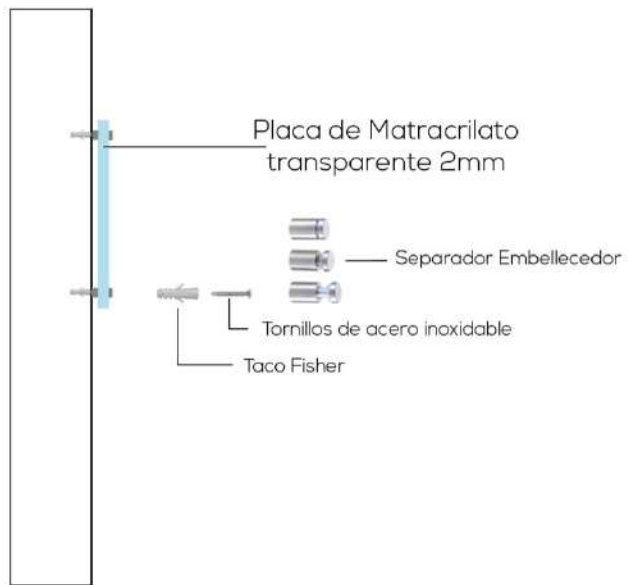 Placa de Matracrilato
transparente 2mm
Separador Embellecedor
Tornillos de acero inoxidable
Taco Fisher